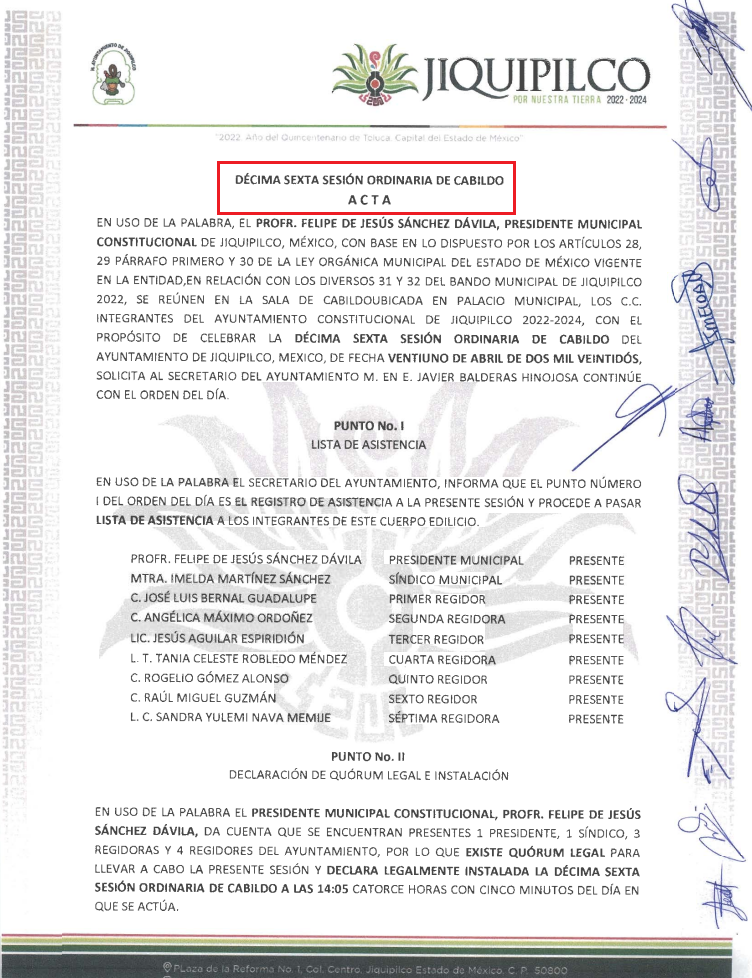 H. AYUNTAMIENTO DE JIQUIPILCO
JIQUIPILCO
POR NUESTRA TIERRA 2022 - 2024
"2022. Año del Quincentenario de Toluca, Capital del Estado de México"
DÉCIMA SEXTA SESIÓN ORDINARIA DE CABILDO
A C T A
EN USO DE LA PALABRA, EL PROFR. FELIPE DE JESÚS SÁNCHEZ DÁVILA, PRESIDENTE MUNICIPAL
CONSTITUCIONAL DE JIQUIPILCO, MÉXICO, CON BASE EN LO DISPUESTO POR LOS ARTÍCULOS 28,
29 PÁRRAFO PRIMERO Y 30 DE LA LEY ORGÁNICA MUNICIPAL DEL ESTADO DE MÉXICO VIGENTE
EN LA ENTIDAD,EN RELACIÓN CON LOS DIVERSOS 31 Y 32 DEL BANDO MUNICIPAL DE JIQUIPILCO
2022, SE REÚNEN EN LA SALA DE CABILDOUBICADA EN PALACIO MUNICIPAL, LOS C.C.
INTEGRANTES DEL AYUNTAMIENTO CONSTITUCIONAL DE JIQUIPILCO 2022-2024, CON EL
PROPÓSITO DE CELEBRAR LA DÉCIMA SEXTA SESIÓN ORDINARIA DE CABILDO DEL
AYUNTAMIENTO DE JIQUIPILCO, MEXICO, DE FECHA VENTIUNO DE ABRIL DE DOS MIL VEINTIDÓS,
SOLICITA AL SECRETARIO DEL AYUNTAMIENTO M. EN E. JAVIER BALDERAS HINOJOSA CONTINÚE
CON EL ORDEN DEL DÍA.
PUNTO No. I
LISTA DE ASISTENCIA
EN USO DE LA PALABRA EL SECRETARIO DEL AYUNTAMIENTO, INFORMA QUE EL PUNTO NÚMERO
I DEL ORDEN DEL DÍA ES EL REGISTRO DE ASISTENCIA A LA PRESENTE SESIÓN Y PROCEDE A PASAR
LISTA DE ASISTENCIA A LOS INTEGRANTES DE ESTE CUERPO EDILICIO.
PROFR. FELIPE DE JESÚS SÁNCHEZ DÁVILA PRESIDENTE MUNICIPAL PRESENTE
MTRA. IMELDA MARTÍNEZ SÁNCHEZ SÍNDICO MUNICIPAL PRESENTE
C. JOSÉ LUIS BERNAL GUADALUPE PRIMER REGIDOR PRESENTE
C. ANGÉLICA MÁXIMO ORDOÑEZ SEGUNDA REGIDORA PRESENTE
LIC. JESÚS AGUILAR ESPIRIDIÓN TERCER REGIDOR PRESENTE
L. T. TANIA CELESTE ROBLEDO MÉNDEZ CUARTA REGIDORA PRESENTE
C. ROGELIO GÓMEZ ALONSO QUINTO REGIDOR PRESENTE
C. RAÚL MIGUEL GUZMÁN SEXTO REGIDOR PRESENTE
L. C. SANDRA YULEMI NAVA MEMIJE SÉPTIMA REGIDORA PRESENTE
PUNTO No. II
DECLARACIÓN DE QUÓRUM LEGAL E INSTALACIÓN
EN USO DE LA PALABRA EL PRESIDENTE MUNICIPAL CONSTITUCIONAL, PROFR. FELIPE DE JESÚS
SÁNCHEZ DÁVILA, DA CUENTA QUE SE ENCUENTRAN PRESENTES 1 PRESIDENTE, 1 SÍNDICO, 3
REGIDORAS Y 4 REGIDORES DEL AYUNTAMIENTO, POR LO QUE EXISTE QUÓRUM LEGAL PARA
LLEVAR A CABO LA PRESENTE SESIÓN Y DECLARA LEGALMENTE INSTALADA LA DÉCIMA SEXTA
SESIÓN ORDINARIA DE CABILDO A LAS 14:05 CATORCE HORAS CON CINCO MINUTOS DEL DÍA EN
QUE SE ACTÚA.
PLaza de la Reforma No. 1, Col. Centro, Jiquipilco Estado de México, C. P. 50800